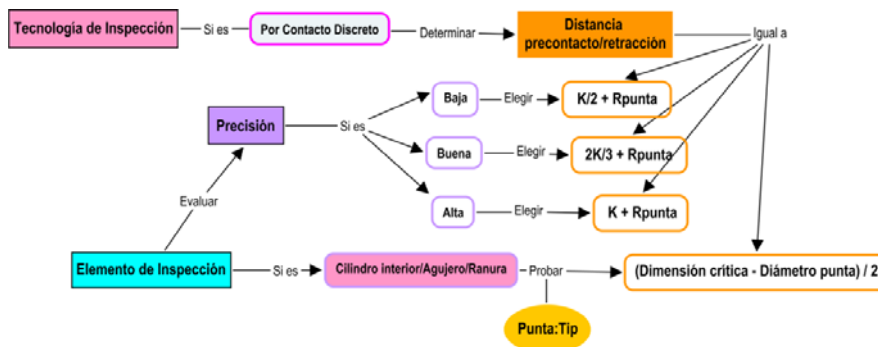 Tecnología de Inspección
Si es
Por Contacto Discreto
Determinar
Distancia
precontacto/retracción
Igual a
Baja
Elegir
K/2 + Rpunta
Precisión
Si es
Buena
Elegir
2K/3 + Rpunta
Alta
Elegir
K + Rpunta
Evaluar
Elemento de Inspección
Si es
Cilindro interior/Agujero/Ranura
Probar
(Dimensión crítica - Diámetro punta) / 2
Punta:Tip